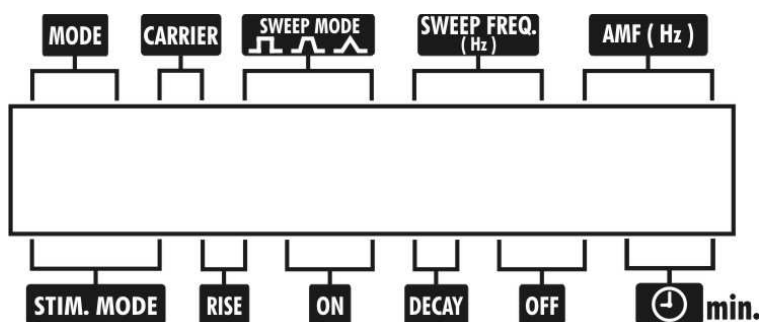 MODE
CARRIER
SWEEP MODE
SWEEP FREQ.
( Hz )
AMF ( Hz )
STIM. MODE
RISE
ON
DECAY
OFF
min.